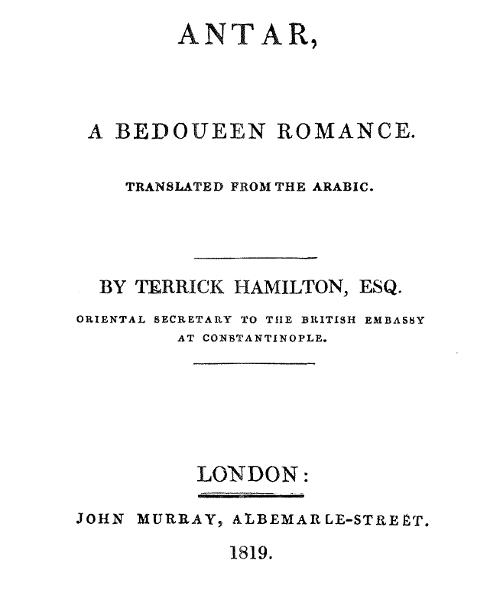 ANTAR,
A BEDOUEEN ROMANCE.
TRANSLATED FROM THE ARABIC.
BY TERRICK HAMILTON, ESQ.
ORIENTAL SECRETARY TO THE BRITISH EMBASSY
AT CONSTANTINOPLE.
LONDON:
JOHN MURRAY, ALBEMARLE-STREET.
1819.